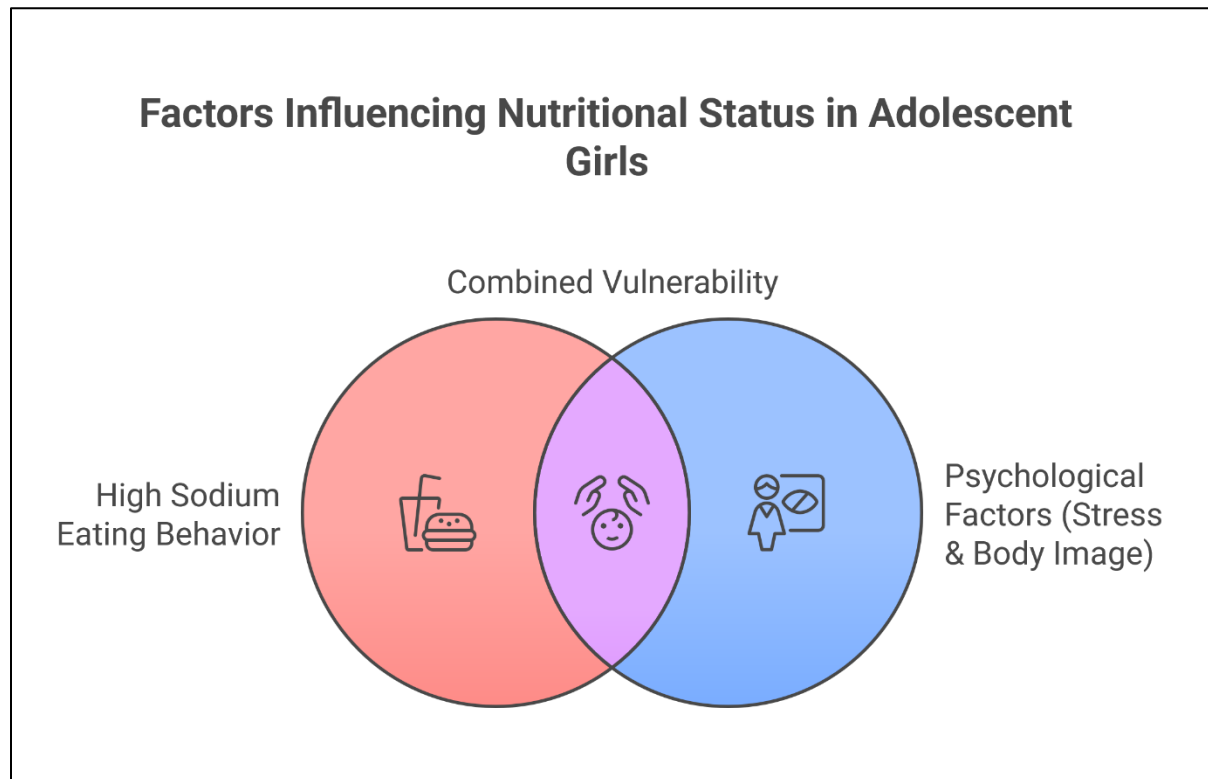 Factors Influencing Nutritional Status in Adolescent
Girls
Combined Vulnerability
High Sodium
Eating Behavior
Psychological
Factors (Stress
& Body Image)